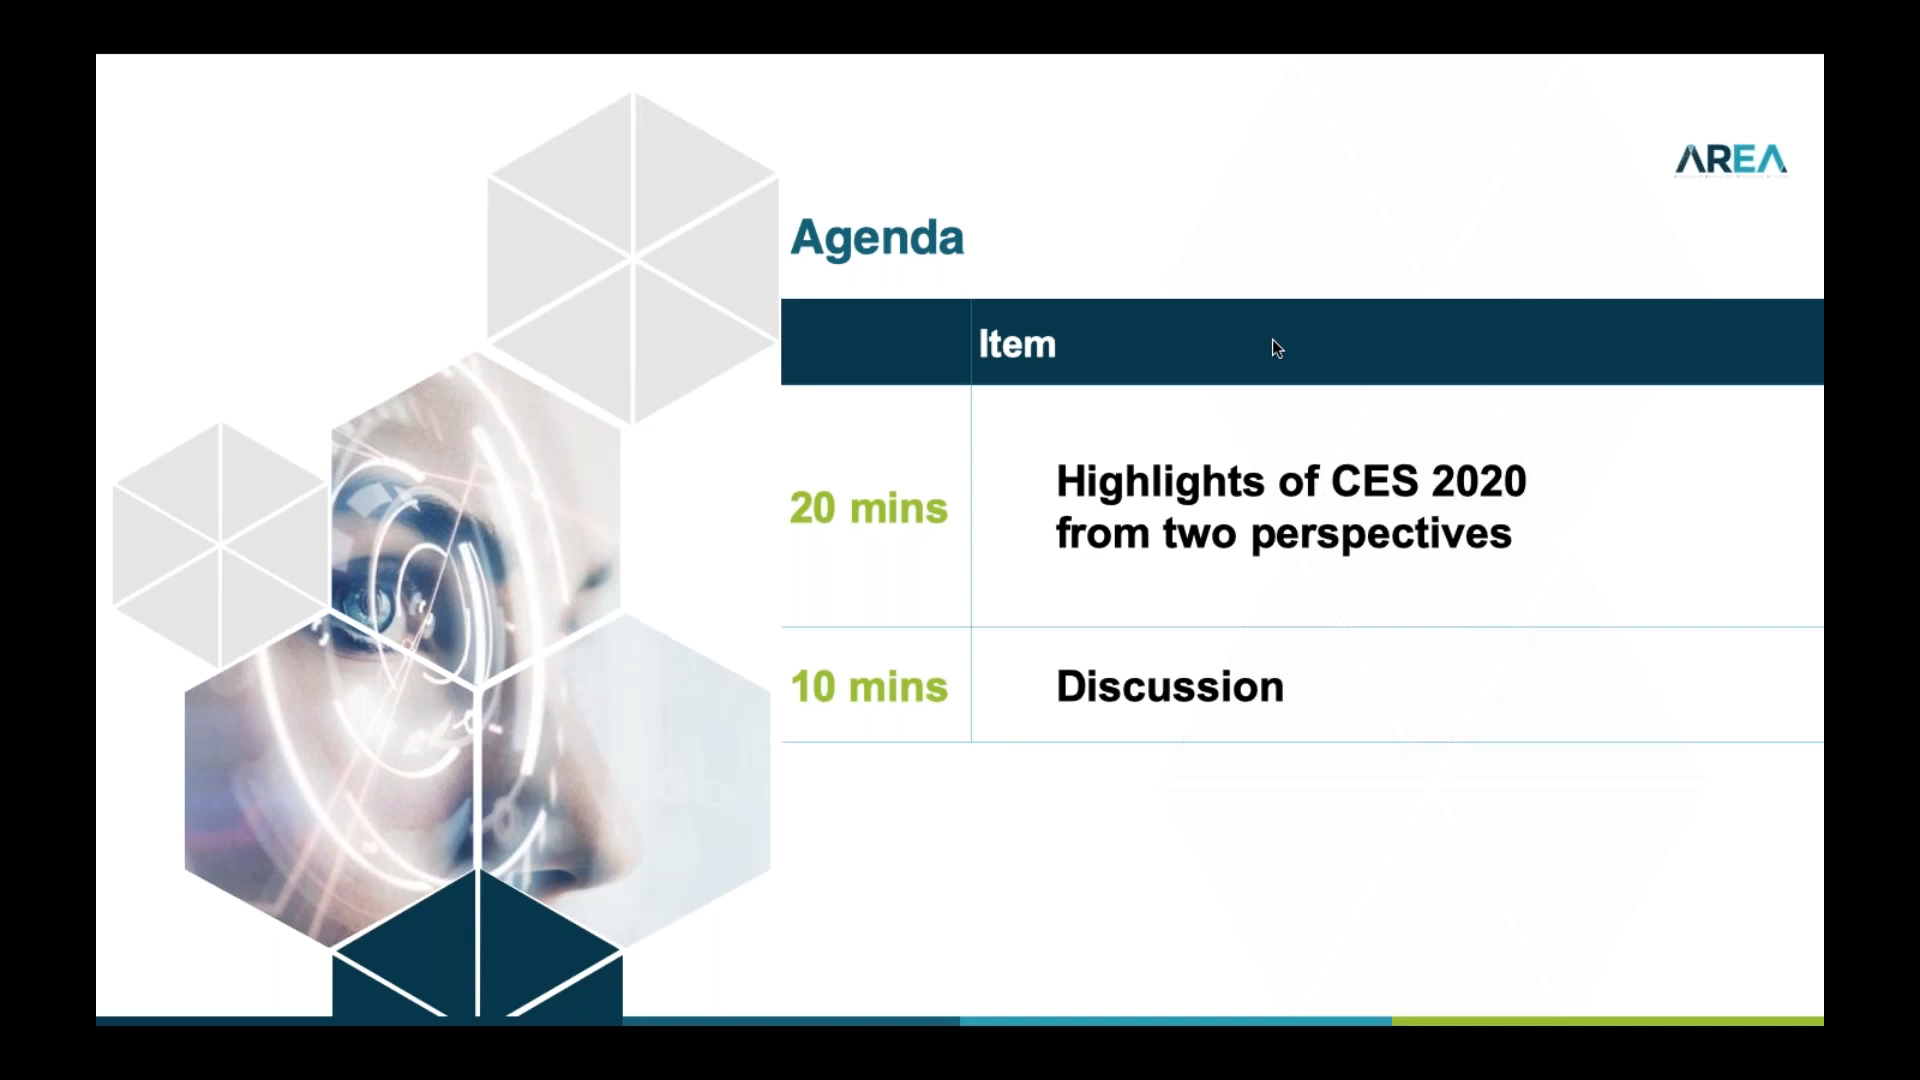 AREA
Agenda
Item
20 mins
Highlights of CES 2020
from two perspectives
10 mins
Discussion